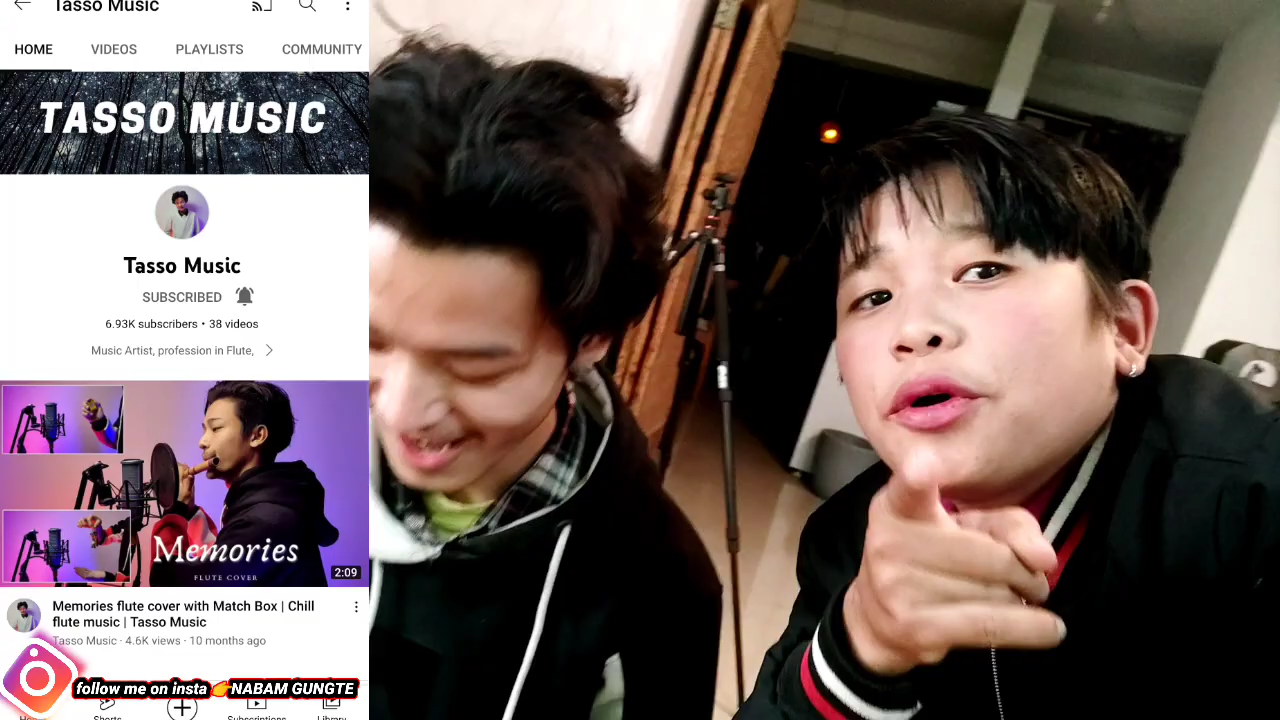 Tasso Music
HOME VIDEOS PLAYLISTS COMMUNITY
TASSO MUSIC
Tasso Music
SUBSCRIBED
6.93K subscribers • 38 videos
Music Artist, profession in Flute,
Memories
FLUTE COVER
2:09
Memories flute cover with Match Box | Chill
flute music | Tasso Music
Tasso Music · 4.6K views · 10 months ago
follow me on insta 👉NABAM GUNGTE
Shorts
Subscriptions
Library